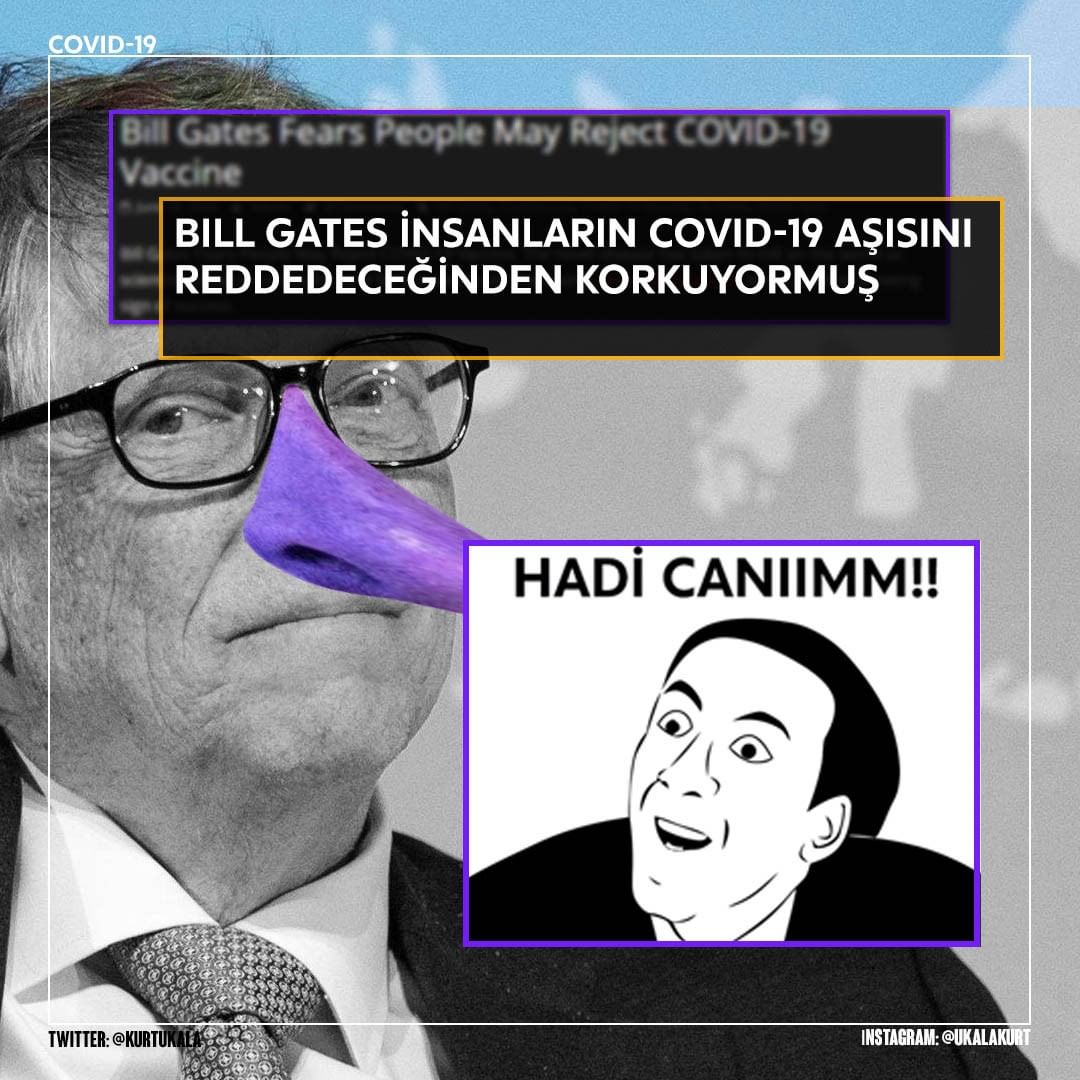 COVID-19
Bill Gates Fears People May Reject COVID-19
Vaccine
BILL GATES İNSANLARIN COVID-19 AŞISINI
REDDEDECEĞİNDEN KORKUYORMUŞ
HADİ CANIIMM!!
TWITTER: @KURTUKALA
INSTAGRAM: @UKALAKURT